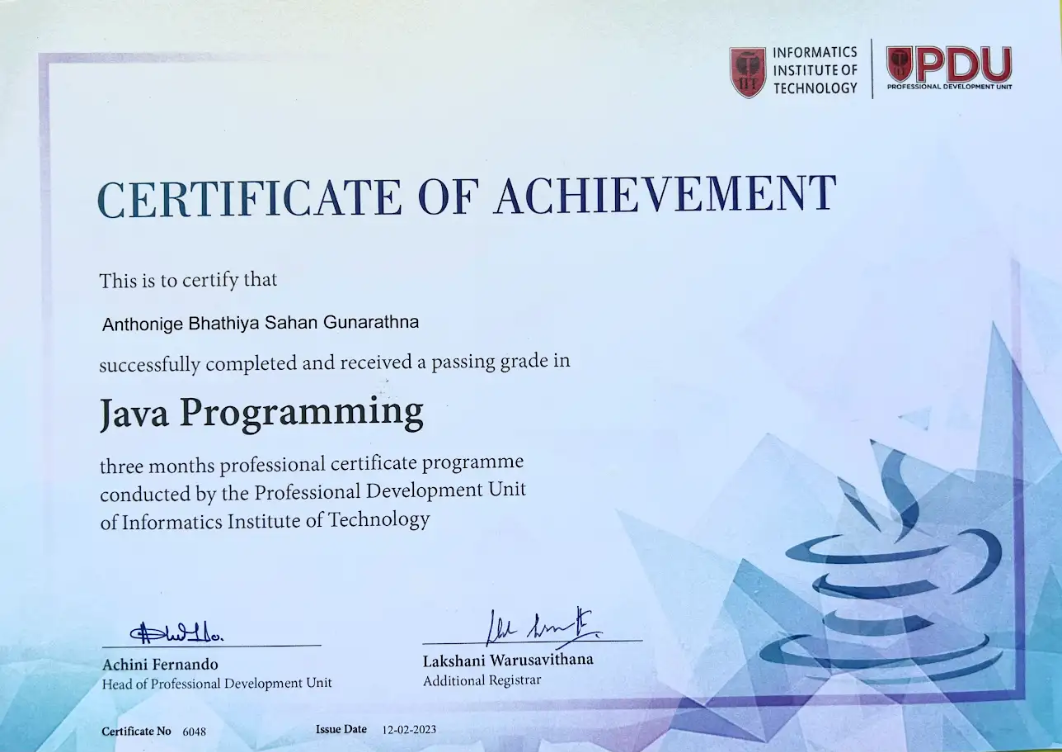 INFORMATICS
INSTITUTE OF
TECHNOLOGY
IIT
PDU
PROFESSIONAL DEVELOPMENT UNIT
CERTIFICATE OF ACHIEVEMENT
This is to certify that
Anthonige Bhathiya Sahan Gunarathna
successfully completed and received a passing grade in
Java Programming
three months professional certificate programme
conducted by the Professional Development Unit
of Informatics Institute of Technology
Achini Fernando
Head of Professional Development Unit
Lakshani Warusavithana
Additional Registrar
Certificate No 6048
Issue Date 12-02-2023